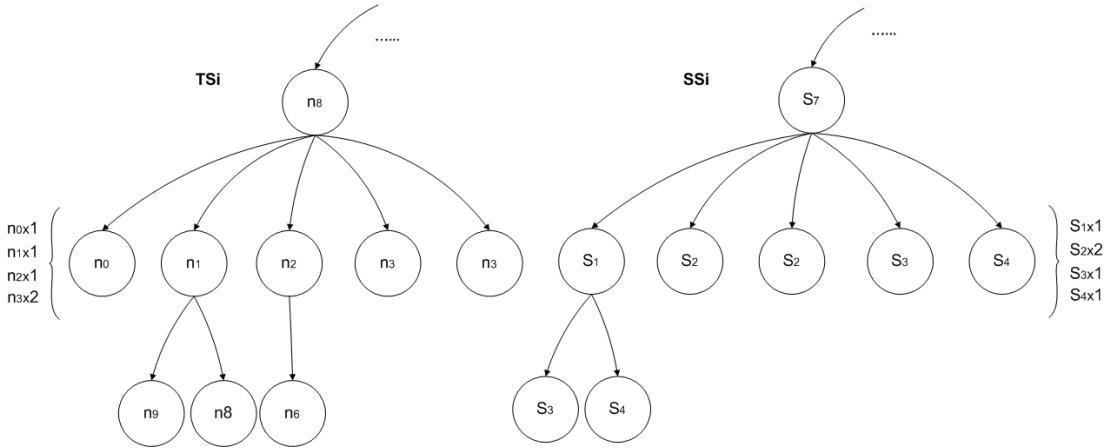 ...... ......
TSi SSi
n8 S7
n0x1 S1x1
n1x1 S2x2
n2x1 S3x1
n3x2 S4x1
n0 n1 n2 n3 n3 S1 S2 S2 S3 S4
n9 n8 n6 S3 S4